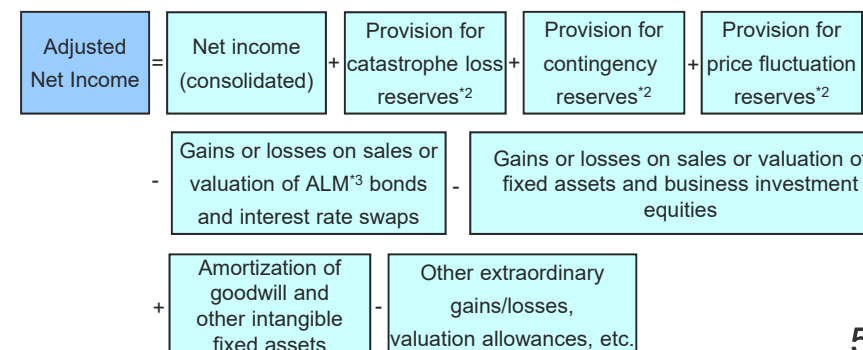 Adjusted
Net Income
=
Net income
(consolidated)
+
Provision for
catastrophe loss
reserves*2
+
Provision for
contingency
reserves*2
+
Provision for
price fluctuation
reserves*2
-
Gains or losses on sales or
valuation of ALM*3 bonds
and interest rate swaps
-
Gains or losses on sales or valuation of
fixed assets and business investment
equities
+
Amortization of
goodwill and
other intangible
fixed assets
-
Other extraordinary
gains/losses,
valuation allowances, etc.
5